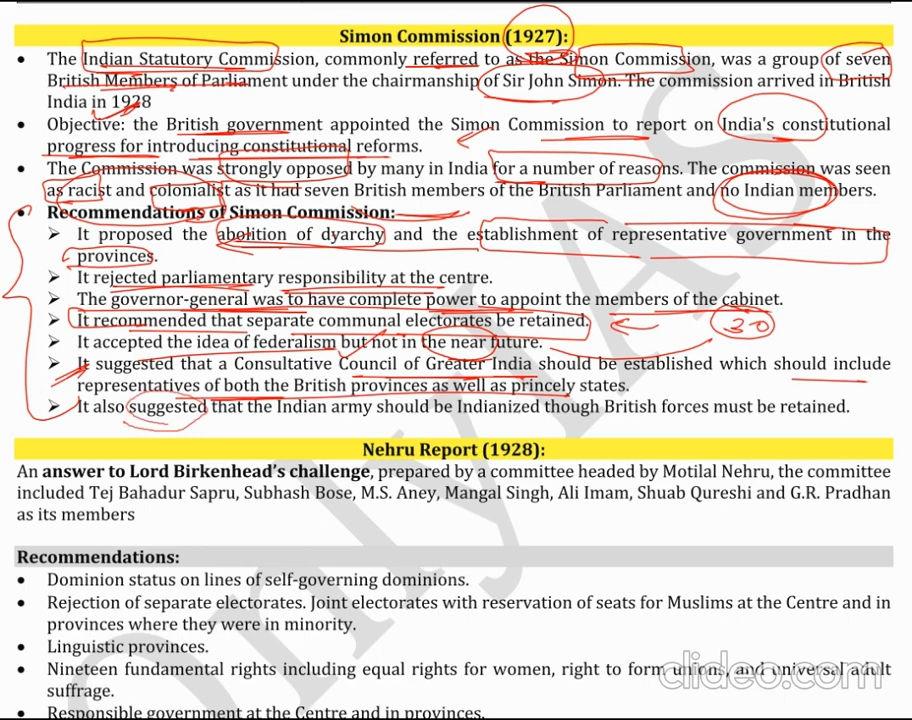 Simon Commission (1927):
• The Indian Statutory Commission, commonly referred to as the Simon Commission, was a group of seven
British Members of Parliament under the chairmanship of Sir John Simon. The commission arrived in British
India in 1928
• Objective: the British government appointed the Simon Commission to report on India's constitutional
progress for introducing constitutional reforms.
• The Commission was strongly opposed by many in India for a number of reasons. The commission was seen
as racist and colonialist as it had seven British members of the British Parliament and no Indian members.
• Recommendations of Simon Commission:
➢ It proposed the abolition of dyarchy and the establishment of representative government in the
provinces.
➢ It rejected parliamentary responsibility at the centre.
➢ The governor-general was to have complete power to appoint the members of the cabinet.
➢ It recommended that separate communal electorates be retained. 30
➢ It accepted the idea of federalism but not in the near future.
➢ It suggested that a Consultative Council of Greater India should be established which should include
representatives of both the British provinces as well as princely states.
➢ It also suggested that the Indian army should be Indianized though British forces must be retained.
Nehru Report (1928):
An answer to Lord Birkenhead's challenge, prepared by a committee headed by Motilal Nehru, the committee
included Tej Bahadur Sapru, Subhash Bose, M.S. Aney, Mangal Singh, Ali Imam, Shuab Qureshi and G.R. Pradhan
as its members
Recommendations:
• Dominion status on lines of self-governing dominions.
• Rejection of separate electorates. Joint electorates with reservation of seats for Muslims at the Centre and in
provinces where they were in minority.
• Linguistic provinces.
• Nineteen fundamental rights including equal rights for women, right to form unions, and universal adult
suffrage.
• Responsible government at the Centre and in provinces.
Only IAS
clideo.com